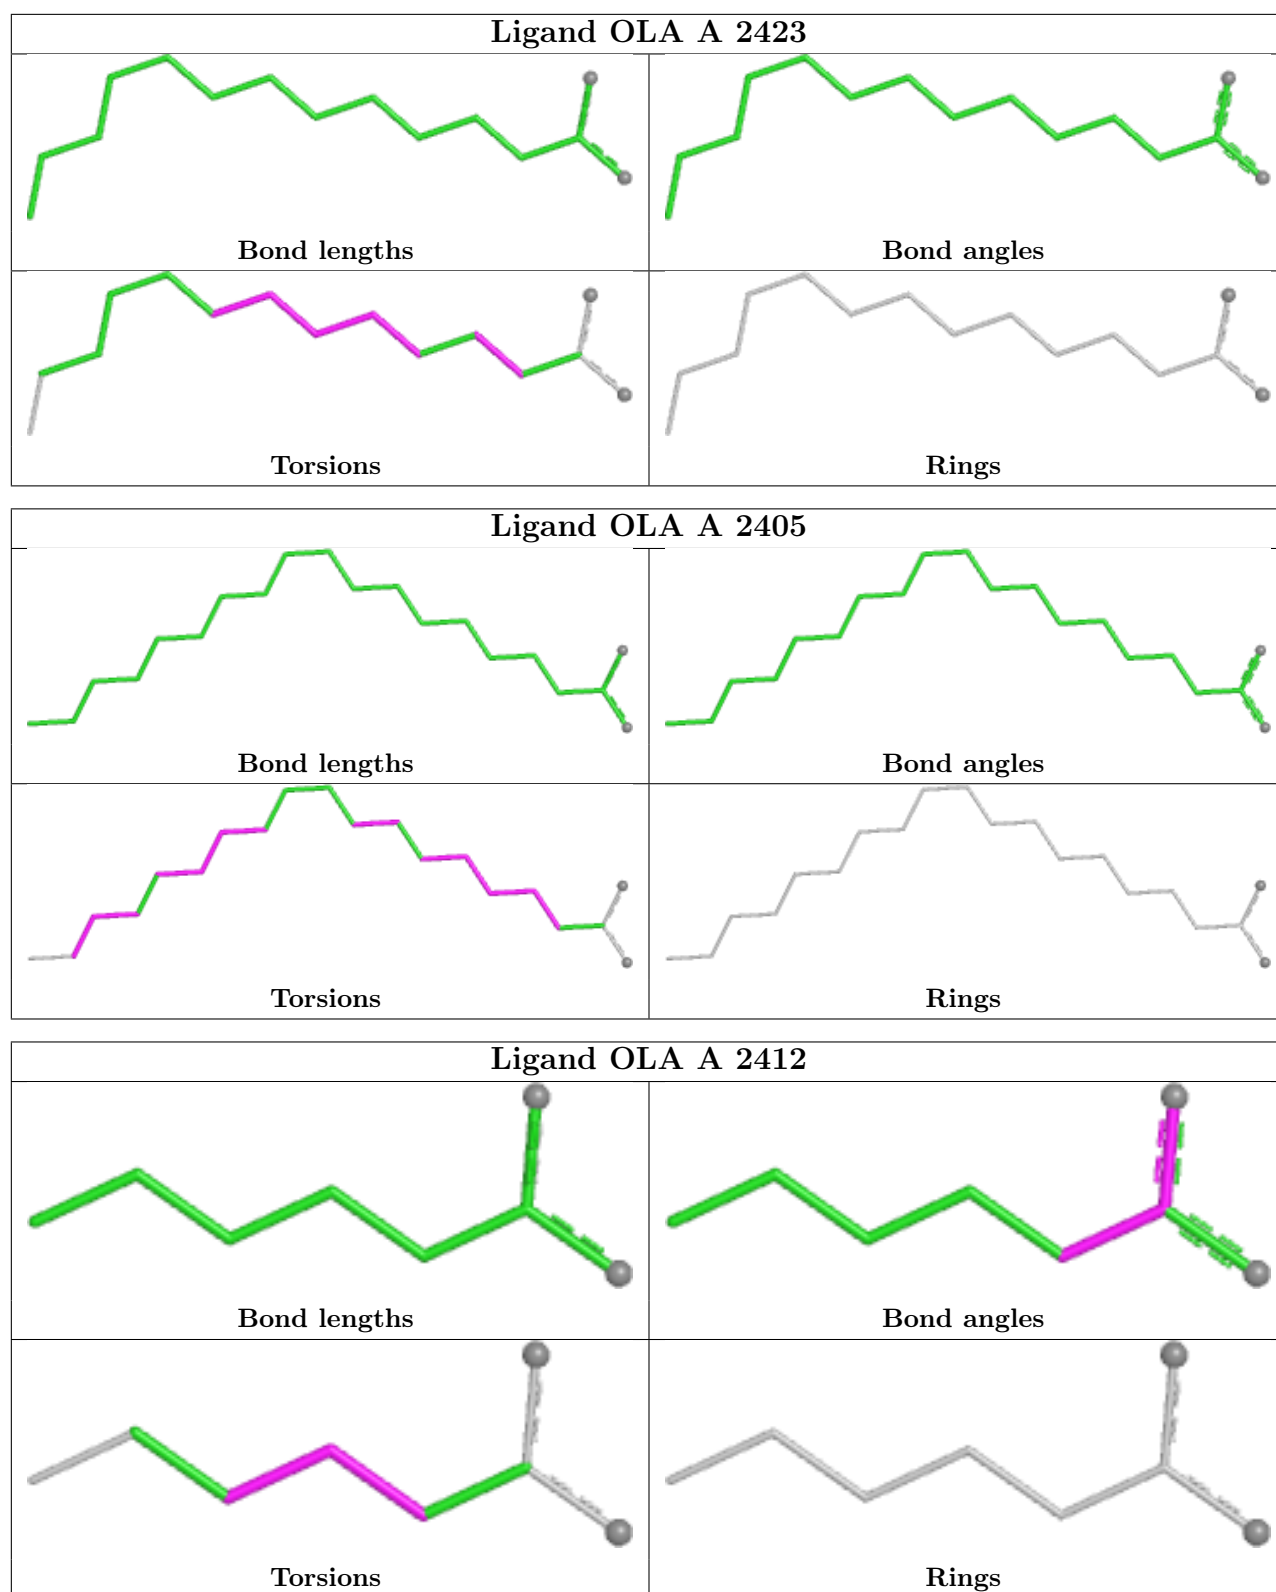 Ligand OLA A 2423
Bond lengths
Bond angles
Torsions
Rings
Ligand OLA A 2405
Bond lengths
Bond angles
Torsions
Rings
Ligand OLA A 2412
Bond lengths
Bond angles
Torsions
Rings